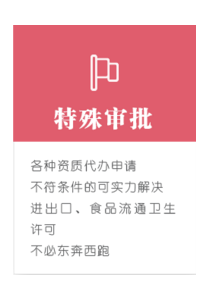 特殊审批
各种资质代办申请
不符条件的可实力解决
进出口、食品流通卫生
许可
不必东奔西跑